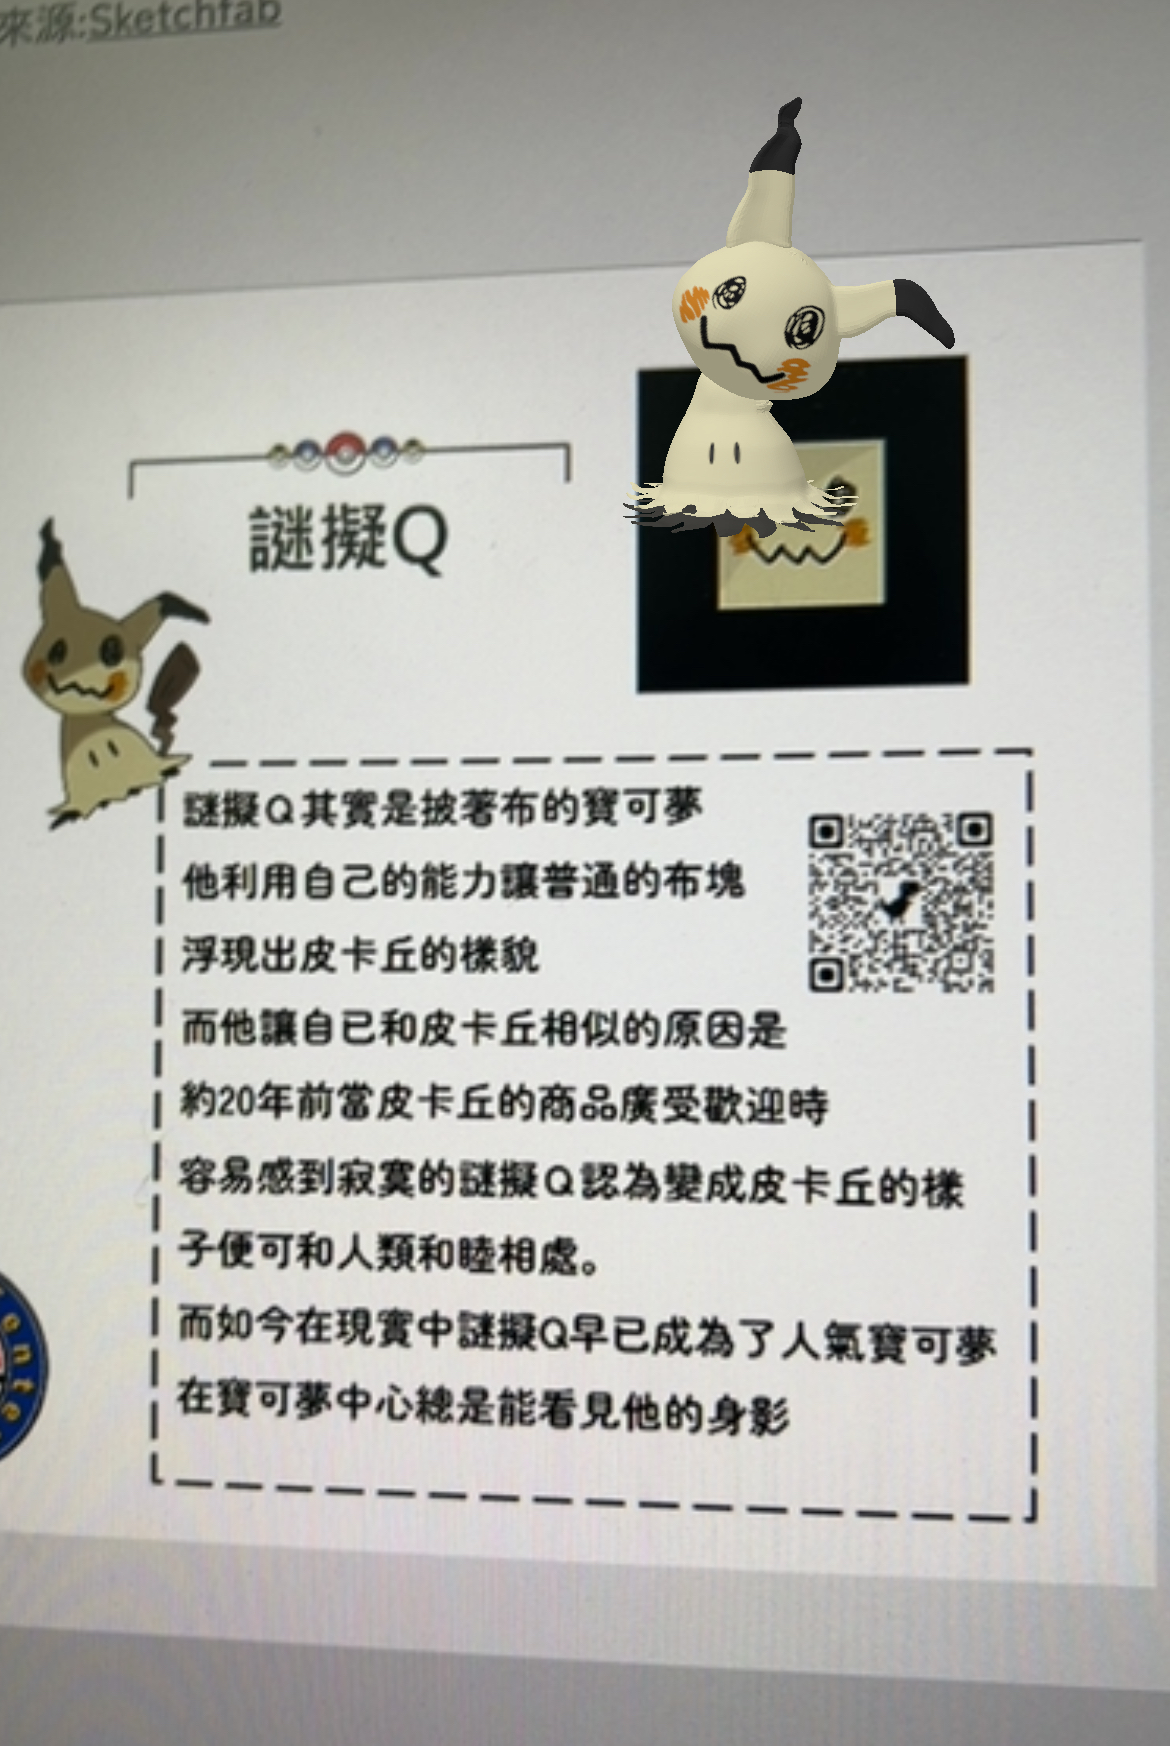 來源:Sketchfab
謎擬Q
謎擬Q其實是披著布的寶可夢
他利用自己的能力讓普通的布塊
浮現出皮卡丘的樣貌
而他讓自已和皮卡丘相似的原因是
約20年前當皮卡丘的商品廣受歡迎時
容易感到寂寞的謎擬Q認為變成皮卡丘的樣
子便可和人類和睦相處。
而如今在現實中謎擬Q早已成為了人氣寶可夢
在寶可夢中心總是能看見他的身影